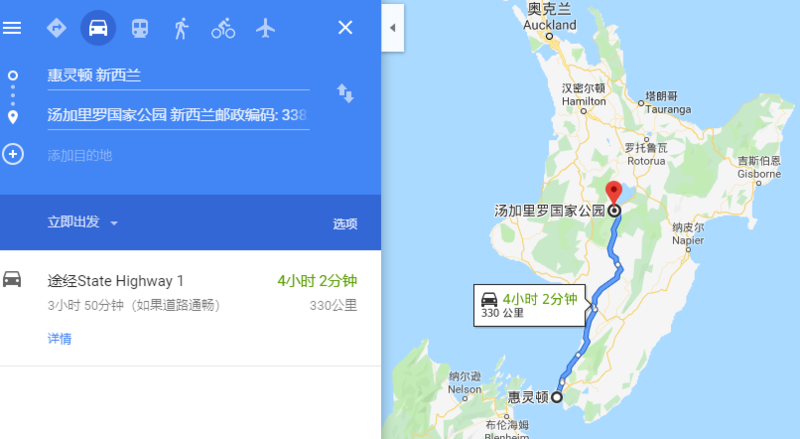 惠灵顿 新西兰
汤加里罗国家公园 新西兰邮政编码: 338
添加目的地
立即出发
选项
途经State Highway 1
4小时 2分钟
3小时 50分钟（如果道路通畅）
330公里
详情
奥克兰
Auckland
汉密尔顿
Hamilton
塔朗哥
Tauranga
罗托鲁瓦
Rotorua
吉斯伯恩
Gisborne
汤加里罗国家公园
纳皮尔
Napier
4小时 2分钟
330 公里
纳尔逊
Nelson
惠灵顿
布伦海姆
Blenheim